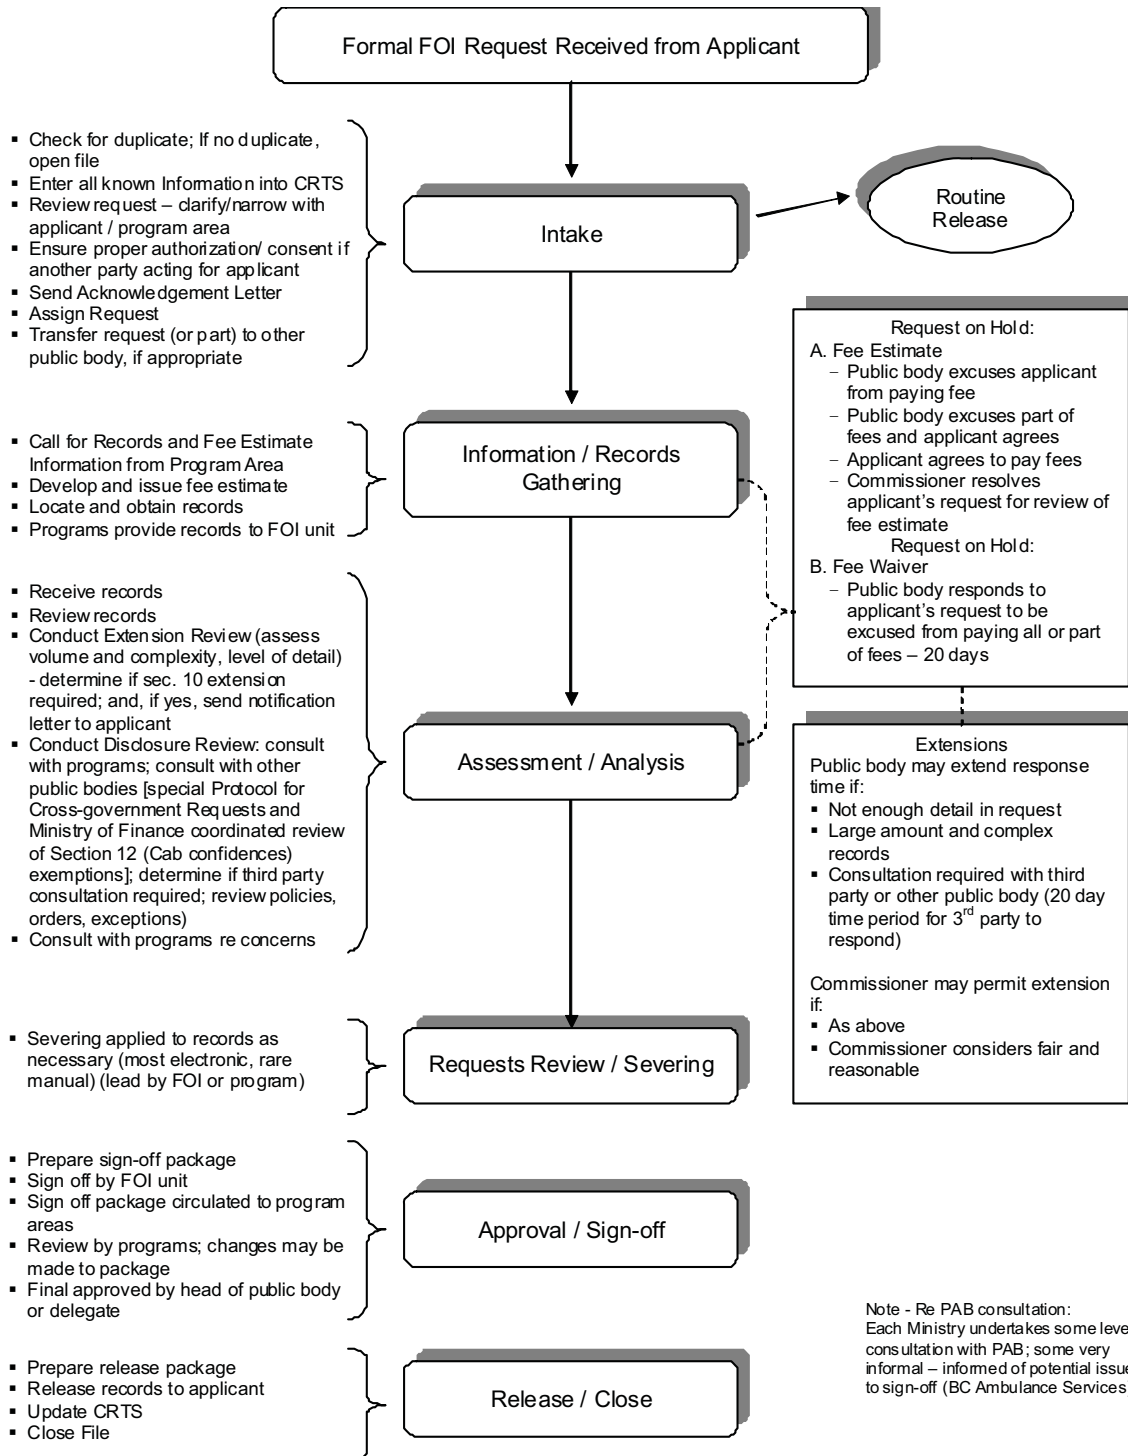 Formal FOI Request Received from Applicant
▪ Check for duplicate; If no duplicate,
open file
▪ Enter all known Information into CRTS
▪ Review request – clarify/narrow with
applicant / program area
▪ Ensure proper authorization/ consent if
another party acting for applicant
▪ Send Acknowledgement Letter
▪ Assign Request
▪ Transfer request (or part) to other
public body, if appropriate
Intake
Routine
Release
▪ Call for Records and Fee Estimate
Information from Program Area
▪ Develop and issue fee estimate
▪ Locate and obtain records
▪ Programs provide records to FOI unit
Information / Records
Gathering
Request on Hold:
A. Fee Estimate
– Public body excuses applicant
from paying fee
– Public body excuses part of
fees and applicant agrees
– Applicant agrees to pay fees
– Commissioner resolves
applicant's request for review of
fee estimate
Request on Hold:
B. Fee Waiver
– Public body responds to
applicant's request to be
excused from paying all or part
of fees – 20 days
▪ Receive records
▪ Review records
▪ Conduct Extension Review (assess
volume and complexity, level of detail)
- determine if sec. 10 extension
required; and, if yes, send notification
letter to applicant
▪ Conduct Disclosure Review: consult
with programs; consult with other
public bodies [special Protocol for
Cross-government Requests and
Ministry of Finance coordinated review
of Section 12 (Cab confidences)
exemptions]; determine if third party
consultation required; review policies,
orders, exceptions)
▪ Consult with programs re concerns
Assessment / Analysis
Extensions
Public body may extend response
time if:
▪ Not enough detail in request
▪ Large amount and complex
records
▪ Consultation required with third
party or other public body (20 day
time period for 3rd party to
respond)
Commissioner may permit extension
if:
▪ As above
▪ Commissioner considers fair and
reasonable
▪ Severing applied to records as
necessary (most electronic, rare
manual) (lead by FOI or program)
Requests Review / Severing
▪ Prepare sign-off package
▪ Sign off by FOI unit
▪ Sign off package circulated to program
areas
▪ Review by programs; changes may be
made to package
▪ Final approved by head of public body
or delegate
Approval / Sign-off
Note - Re PAB consultation:
Each Ministry undertakes some leve
consultation with PAB; some very
informal – informed of potential issue
to sign-off (BC Ambulance Services
▪ Prepare release package
▪ Release records to applicant
▪ Update CRTS
▪ Close File
Release / Close